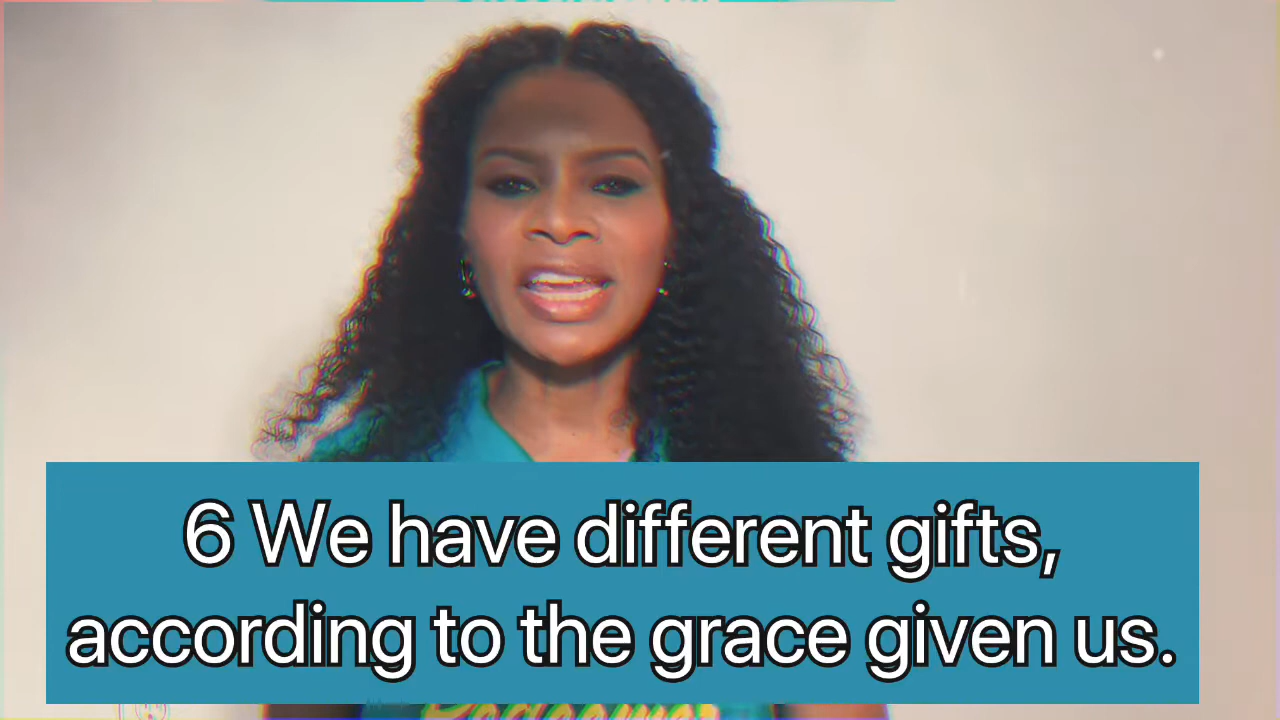 6 We have different gifts,
according to the grace given us.